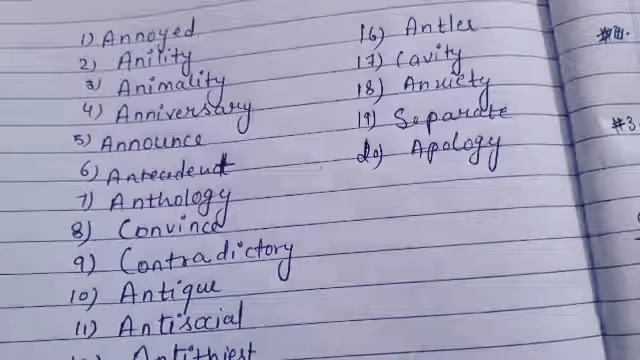 1) Annoyed
2) Anility
3) Animality
4) Anniversary
5) Announce
6) Antecedent
7) Anthology
8) Convince
9) Contradictory
10) Antique
11) Antisocial
Antithiest
16) Antler
17) Cavity
18) Anxiety
19) Separate
20) Apology
#3.